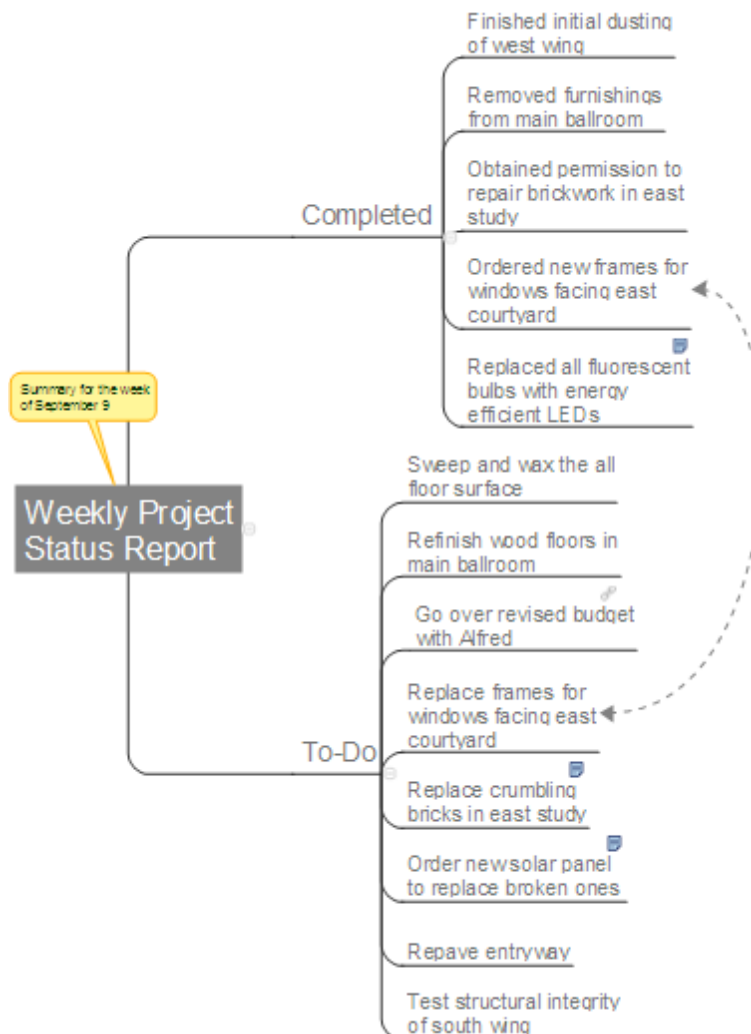 Finished initial dusting
of west wing
Removed furnishings
from main ballroom
Obtained permission to
repair brickwork in east
study
Completed
Ordered new frames for
windows facing east
courtyard
Replaced all fluorescent
bulbs with energy
efficient LEDs
Summary for the week
of September 9
Weekly Project
Status Report
Sweep and wax the all
floor surface
Refinish wood floors in
main ballroom
Go over revised budget
with Alfred
Replace frames for
windows facing east
courtyard
To-Do
Replace crumbling
bricks in east study
Order new solar panel
to replace broken ones
Repave entryway
Test structural integrity
of south wing